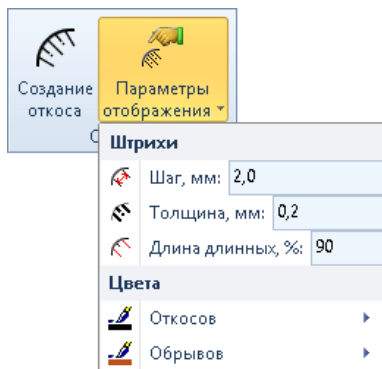 Создание откоса
Параметры отображения
С
Штрихи
Шаг, мм: 2,0
Толщина, мм: 0,2
Длина длинных, %: 90
Цвета
Откосов
Обрывов